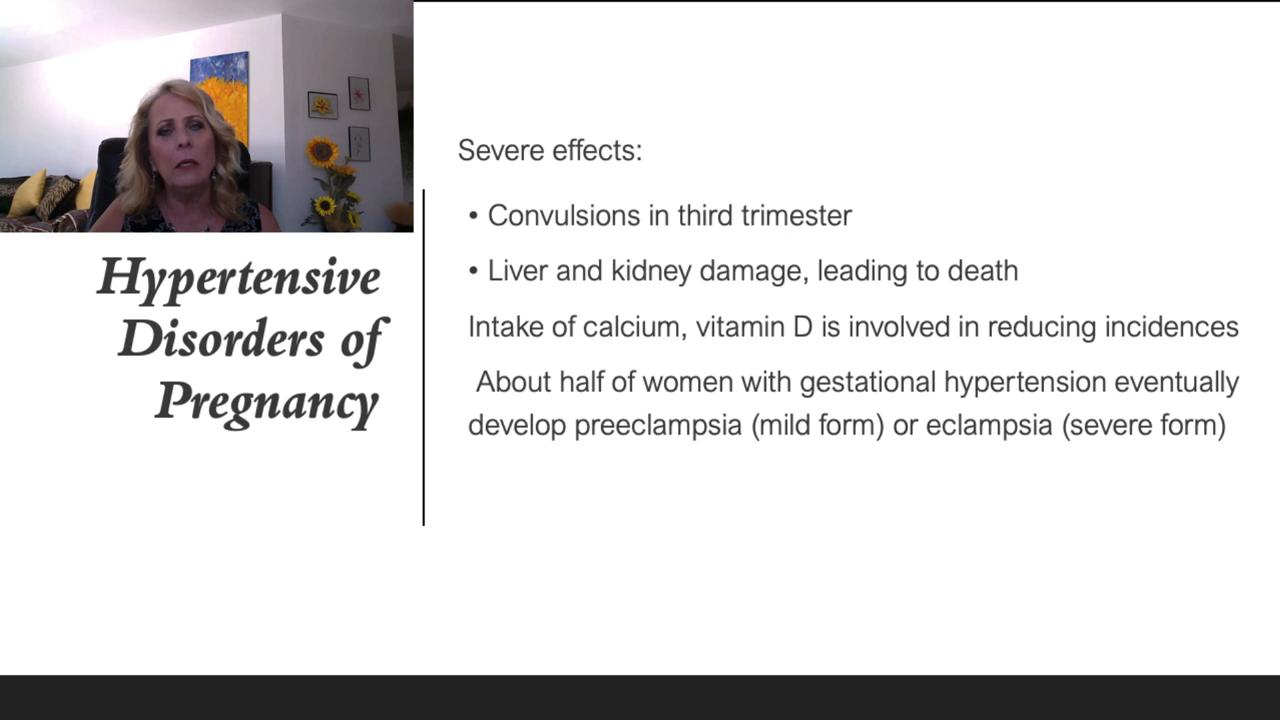 Hypertensive
Disorders of
Pregnancy
Severe effects:
• Convulsions in third trimester
• Liver and kidney damage, leading to death
Intake of calcium, vitamin D is involved in reducing incidences
About half of women with gestational hypertension eventually
develop preeclampsia (mild form) or eclampsia (severe form)